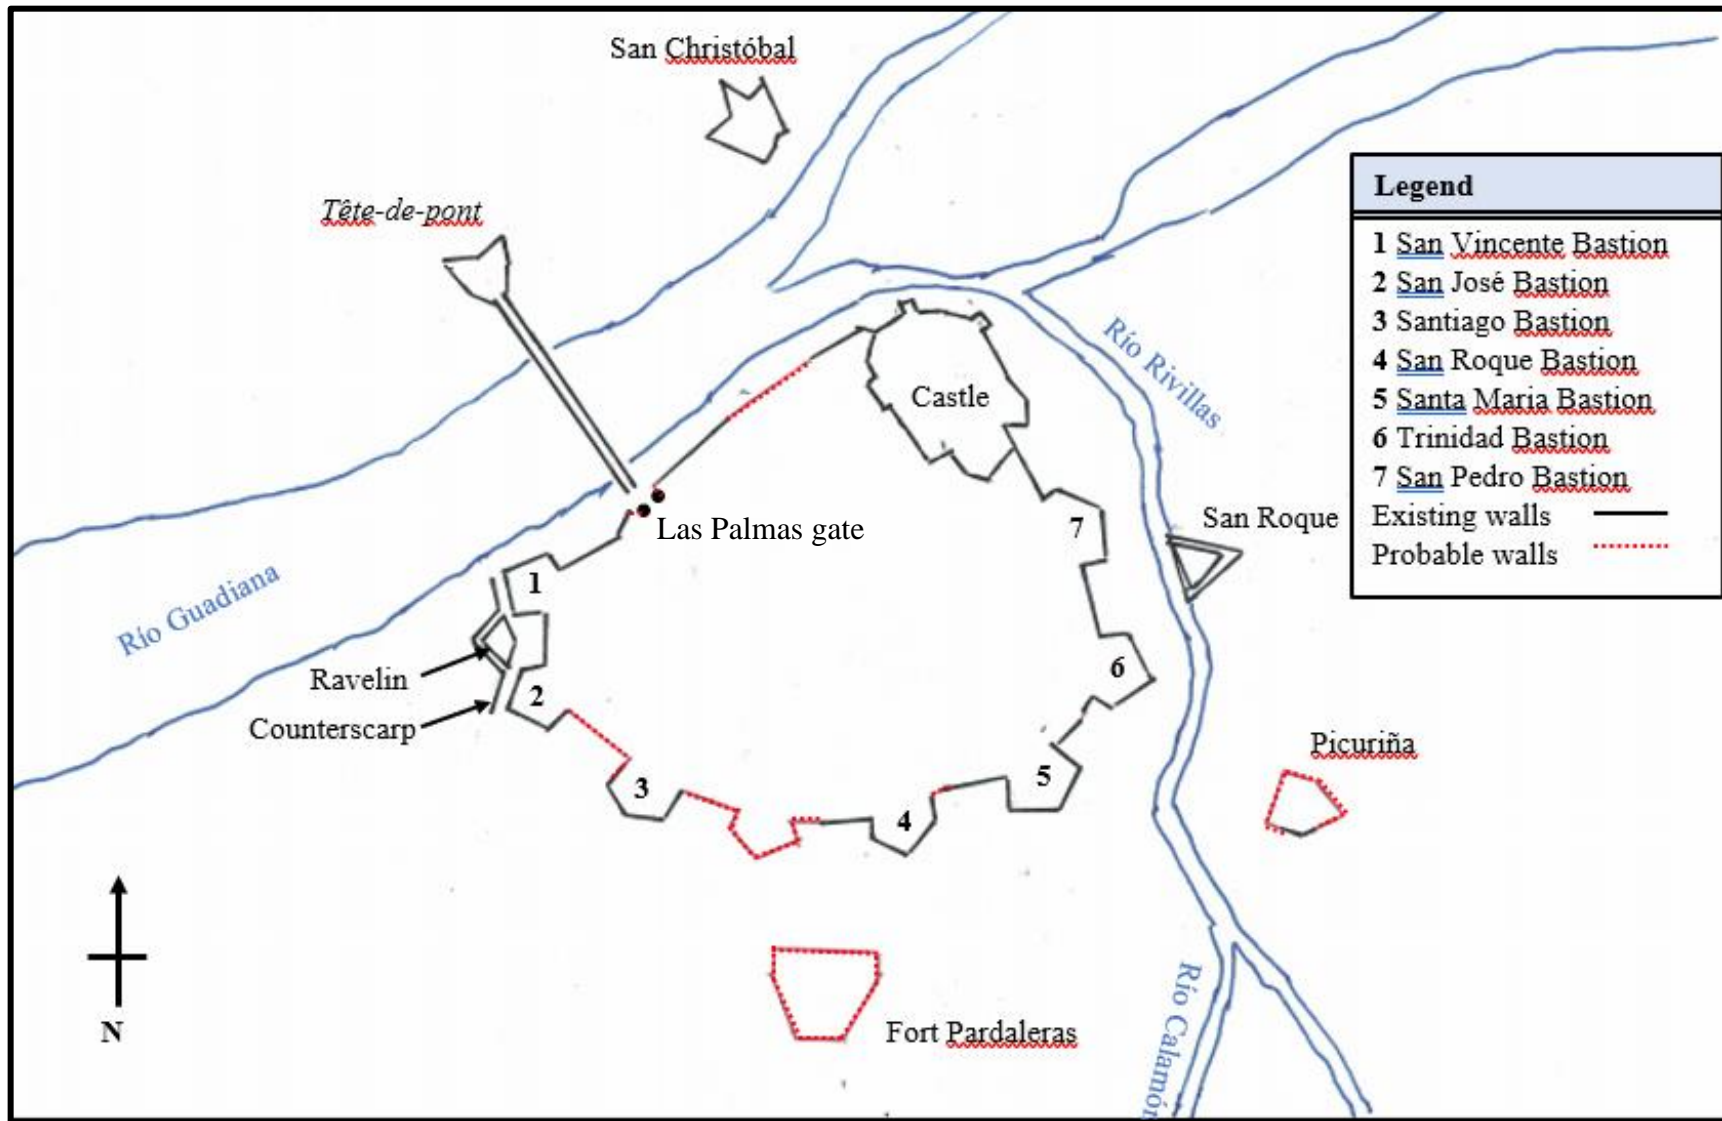 San Christóbal
Tête-de-pont
Legend
1 San Vincente Bastion
2 San José Bastion
3 Santiago Bastion
4 San Roque Bastion
5 Santa Maria Bastion
6 Trinidad Bastion
7 San Pedro Bastion
Existing walls
Probable walls
Río Rivillas
Castle
7
San Roque
Las Palmas gate
1
Río Guadiana
Ravelin
2
6
Counterscarp
Picuriña
3
5
4
Río Calamón
N
Fort Pardaleras